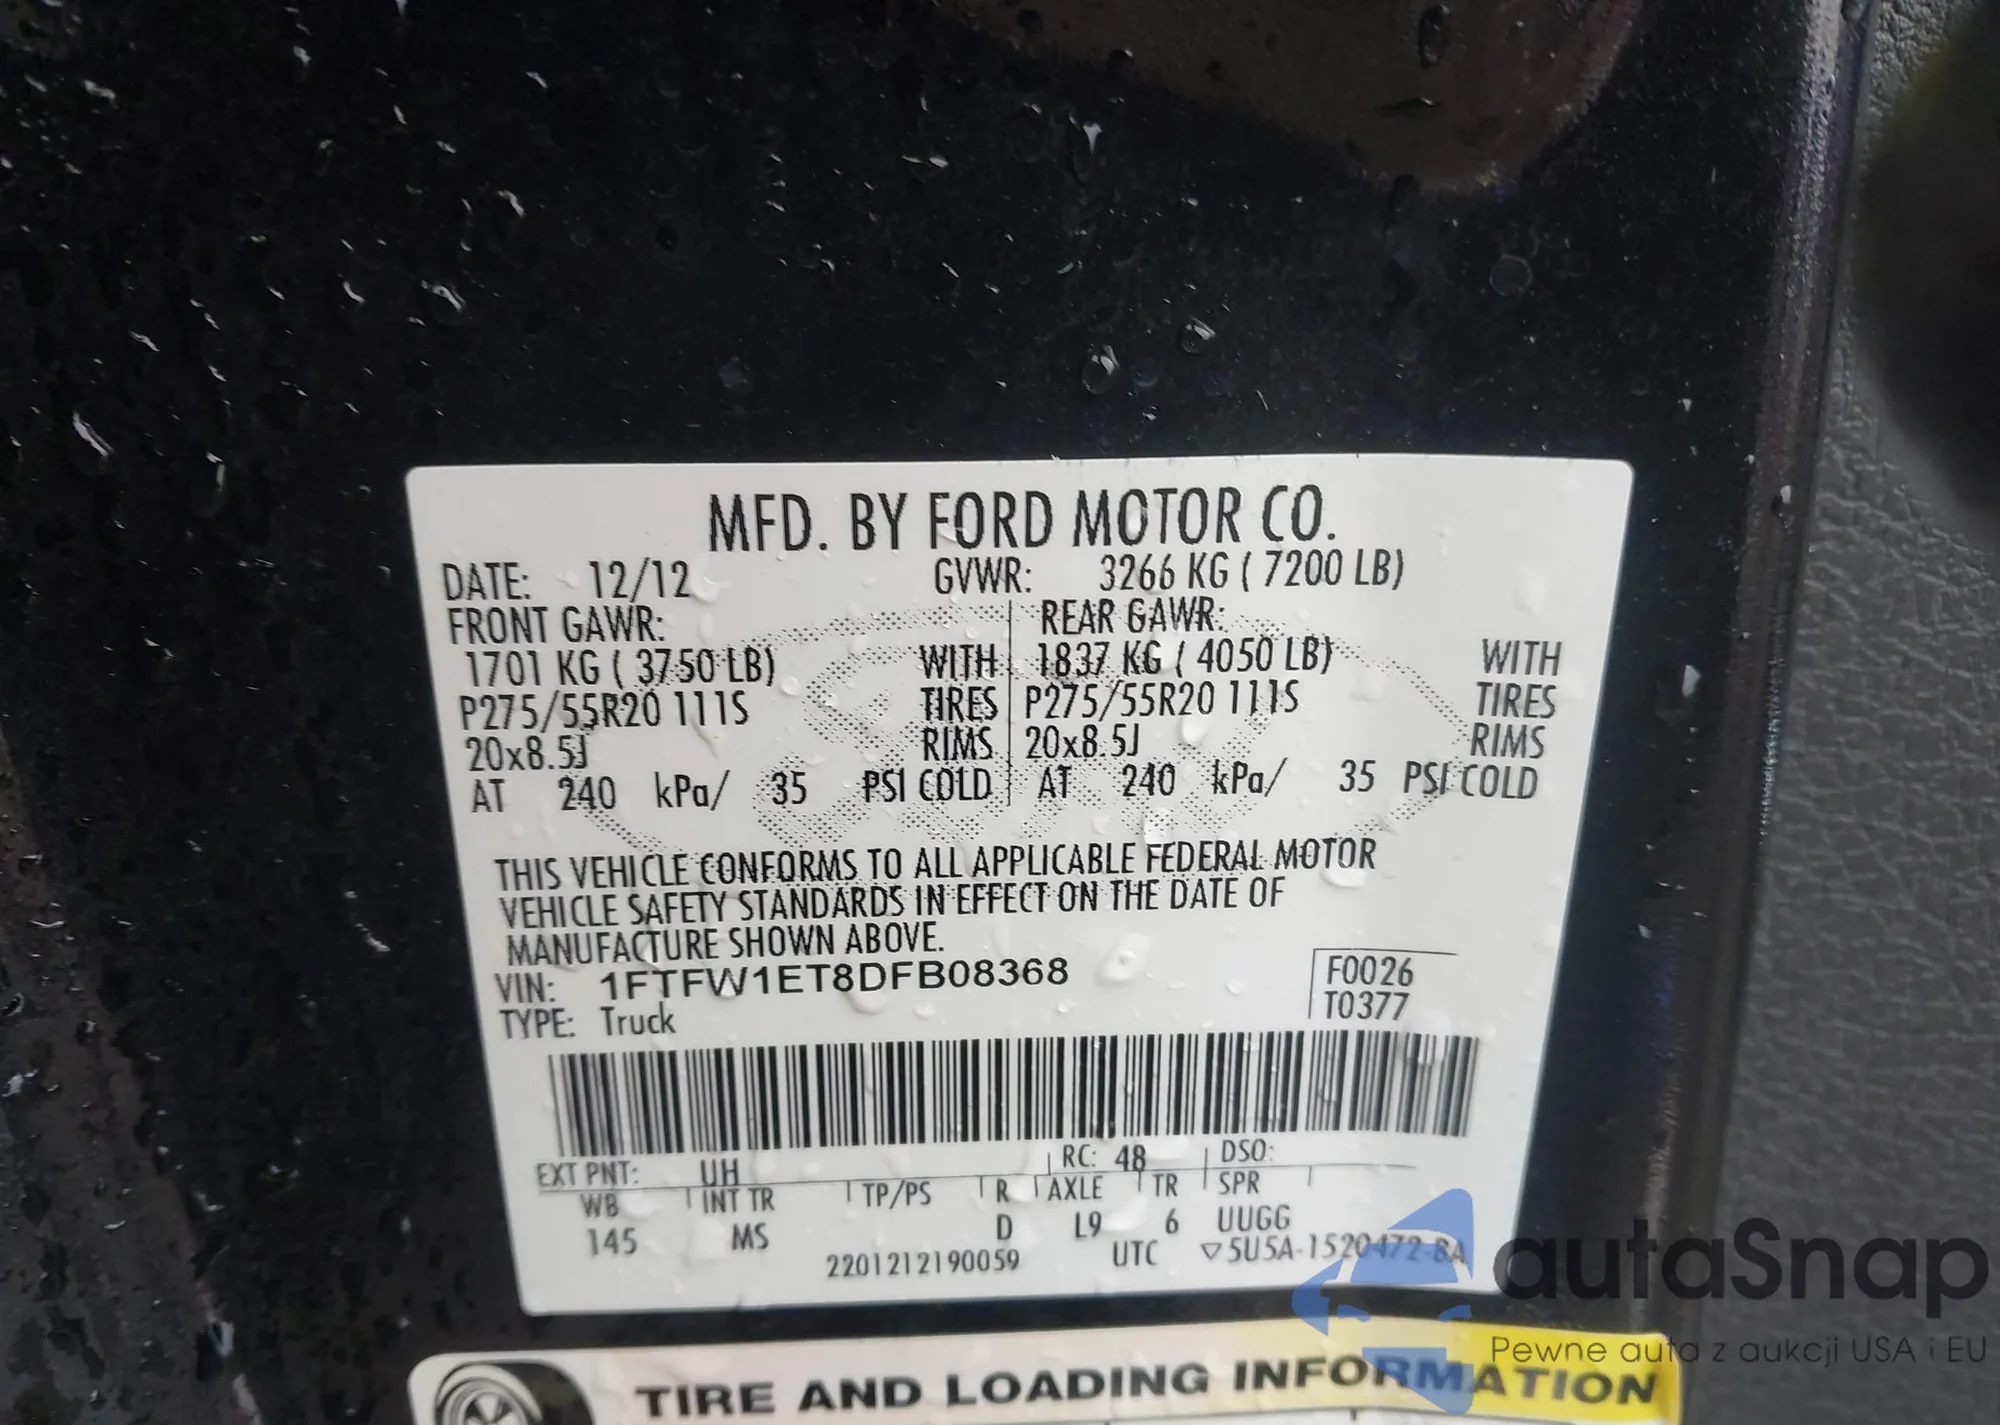 MFD. BY FORD MOTOR CO.
DATE: 12/12 GVWR: 3266 KG ( 7200 LB)
FRONT GAWR: REAR GAWR:
1701 KG ( 3750 LB) WITH 1837 KG ( 4050 LB) WITH
P275/55R20 111S TIRES P275/55R20 111S TIRES
20x8.5J RIMS 20x8.5J RIMS
AT 240 kPa/ 35 PSI COLD AT 240 kPa/ 35 PSI COLD
THIS VEHICLE CONFORMS TO ALL APPLICABLE FEDERAL MOTOR
VEHICLE SAFETY STANDARDS IN EFFECT ON THE DATE OF
MANUFACTURE SHOWN ABOVE.
VIN: 1FTFW1ET8DFB08368 F0026
TYPE: Truck T0377
EXT PNT: UH RC: 48 DSO:
WB INT TR TP/PS R AXLE TR SPR
145 MS D L9 6 UUGG
2201212190059 UTC ▽5U5A-1520472-BA
autaSnap
Pewne auta z aukcji USA i EU
TIRE AND LOADING INFORMATION